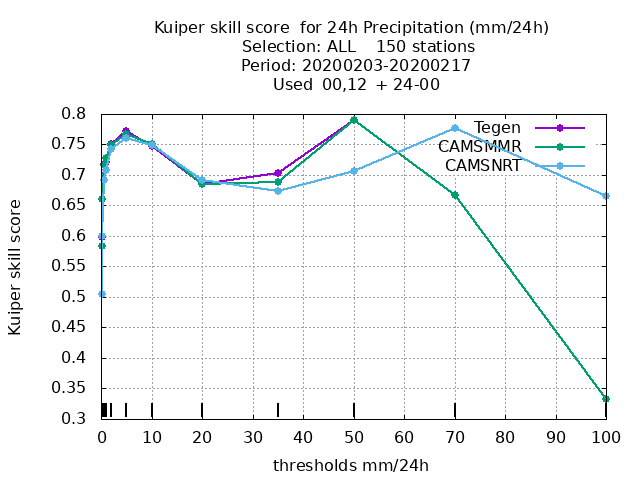 Kuiper skill score  for 24h Precipitation (mm/24h)
Selection: ALL    150 stations
Period: 20200203-20200217
Used  00,12  + 24-00
Tegen
CAMSMMR
CAMSNRT
Kuiper skill score
0.8
0.75
0.7
0.65
0.6
0.55
0.5
0.45
0.4
0.35
0.3
0 10 20 30 40 50 60 70 80 90 100
thresholds mm/24h